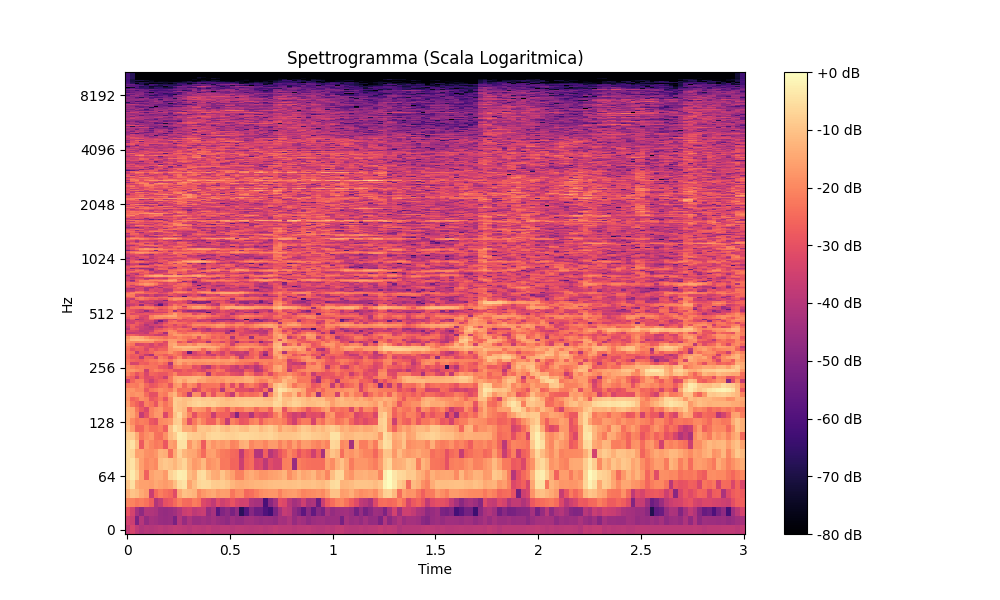 Spettrogramma (Scala Logaritmica)
8192
4096
2048
1024
512
256
128
64
0
Hz
0 0.5 1 1.5 2 2.5 3
Time
+0 dB
-10 dB
-20 dB
-30 dB
-40 dB
-50 dB
-60 dB
-70 dB
-80 dB